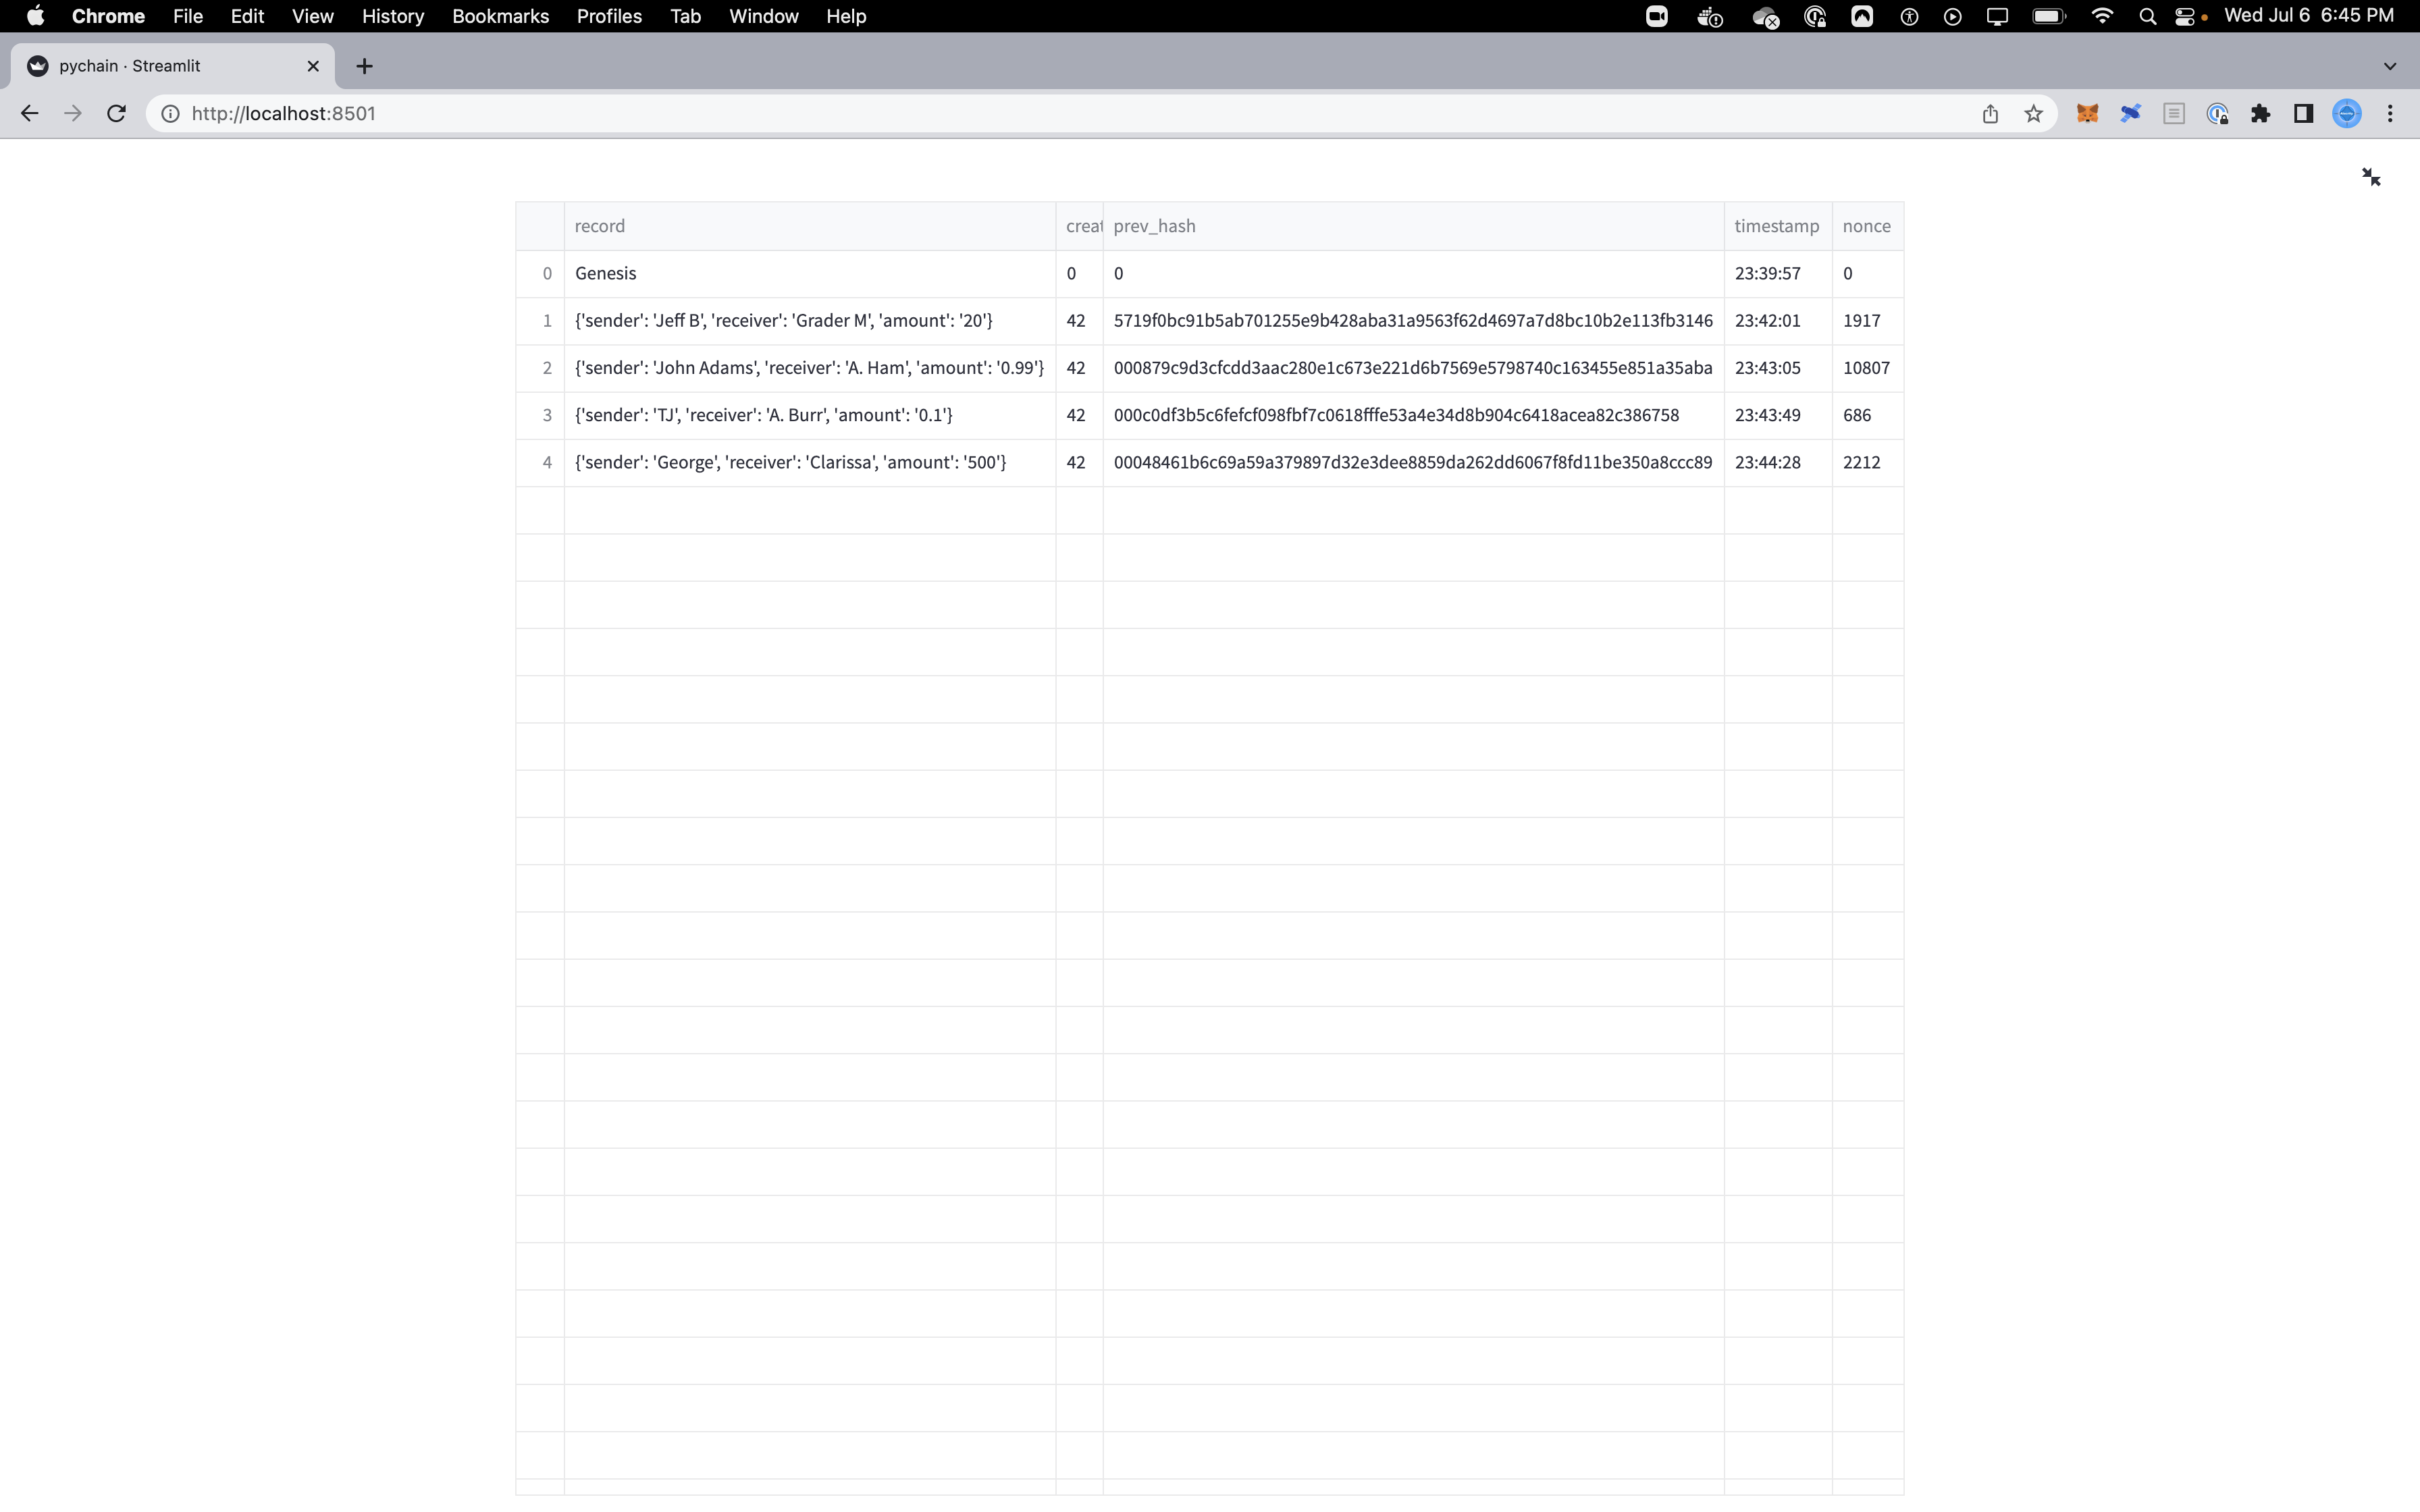 Chrome File Edit View History Bookmarks Profiles Tab Window Help Wed Jul 6 6:45 PM
pychain · Streamlit
http://localhost:8501
record creat prev_hash timestamp nonce
0 Genesis 0 0 23:39:57 0
1 {'sender': 'Jeff B', 'receiver': 'Grader M', 'amount': '20'} 42 5719f0bc91b5ab701255e9b428aba31a9563f62d4697a7d8bc10b2e113fb3146 23:42:01 1917
2 {'sender': 'John Adams', 'receiver': 'A. Ham', 'amount': '0.99'} 42 000879c9d3cfcdd3aac280e1c673e221d6b7569e5798740c163455e851a35aba 23:43:05 10807
3 {'sender': 'TJ', 'receiver': 'A. Burr', 'amount': '0.1'} 42 000c0df3b5c6fefcf098fbf7c0618fffe53a4e34d8b904c6418acea82c386758 23:43:49 686
4 {'sender': 'George', 'receiver': 'Clarissa', 'amount': '500'} 42 00048461b6c69a59a379897d32e3dee8859da262dd6067f8fd11be350a8ccc89 23:44:28 2212